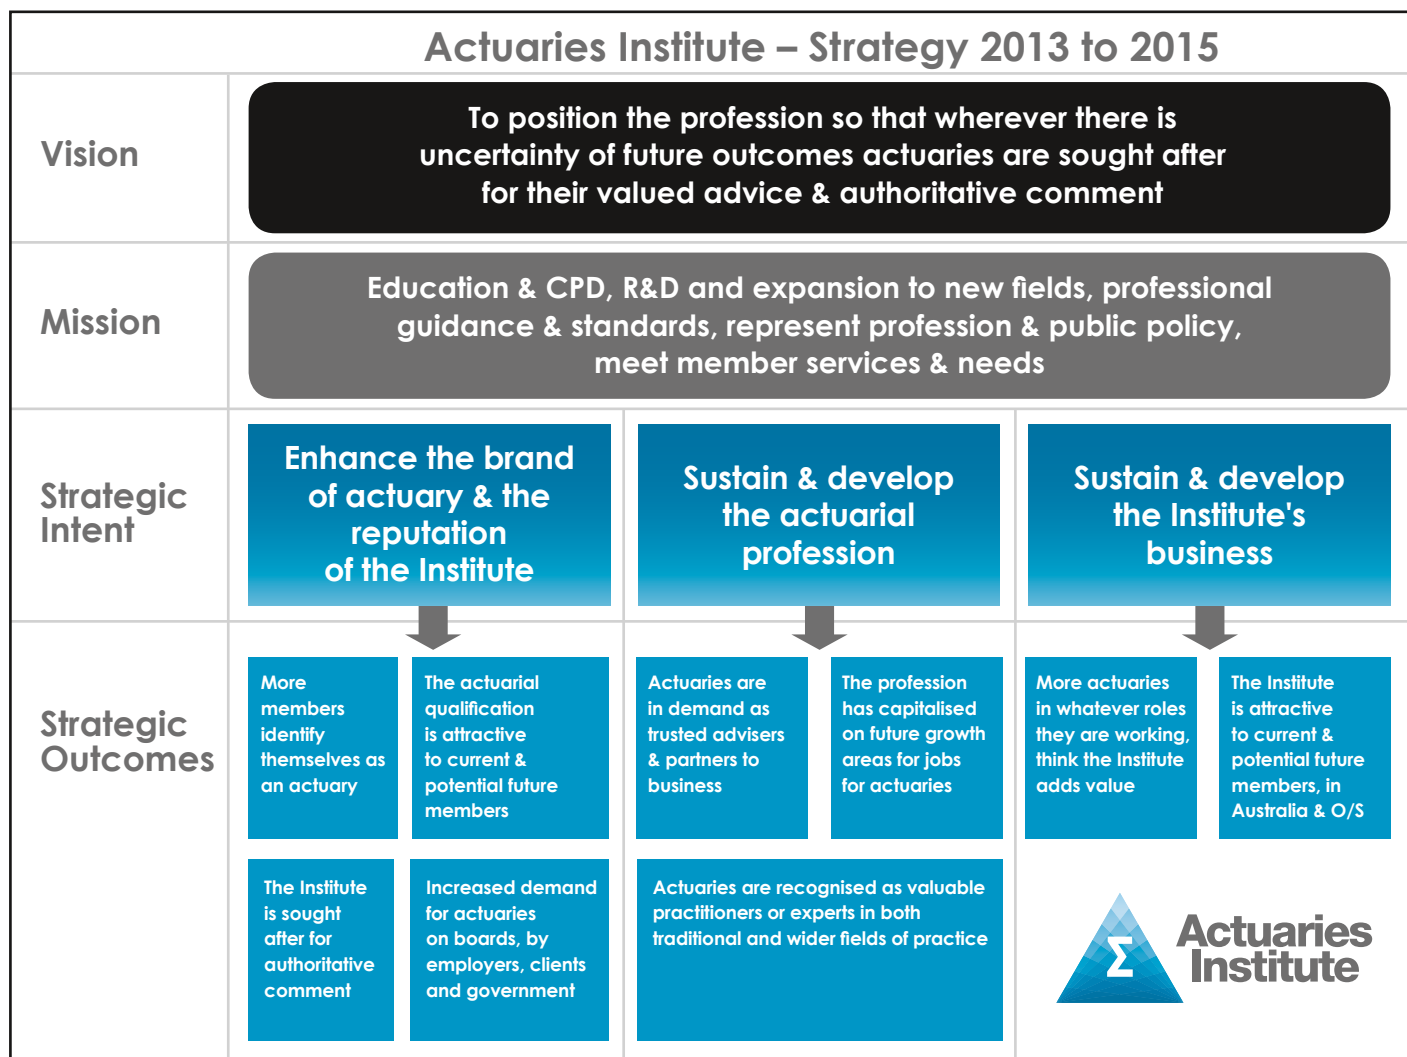 Actuaries Institute – Strategy 2013 to 2015
Vision
To position the profession so that wherever there is
uncertainty of future outcomes actuaries are sought after
for their valued advice & authoritative comment
Mission
Education & CPD, R&D and expansion to new fields, professional
guidance & standards, represent profession & public policy,
meet member services & needs
Strategic
Intent
Enhance the brand
of actuary & the
reputation
of the Institute
Sustain & develop
the actuarial
profession
Sustain & develop
the Institute's
business
Strategic
Outcomes
More
members
identify
themselves as
an actuary
The actuarial
qualification
is attractive
to current &
potential future
members
Actuaries are
in demand as
trusted advisers
& partners to
business
The profession
has capitalised
on future growth
areas for jobs
for actuaries
More actuaries
in whatever roles
they are working,
think the Institute
adds value
The Institute
is attractive
to current &
potential future
members, in
Australia & O/S
The Institute
is sought
after for
authoritative
comment
Increased demand
for actuaries
on boards, by
employers, clients
and government
Actuaries are recognised as valuable
practitioners or experts in both
traditional and wider fields of practice
Σ
Actuaries
Institute